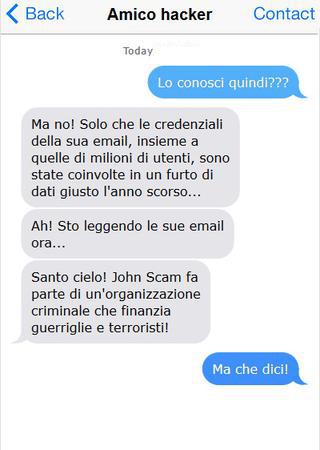 Back Amico hacker Contact
Today
Lo conosci quindi???
Ma no! Solo che le credenziali
della sua email, insieme a
quelle di milioni di utenti, sono
state coinvolte in un furto di
dati giusto l'anno scorso...
Ah! Sto leggendo le sue email
ora...
Santo cielo! John Scam fa
parte di un'organizzazione
criminale che finanzia
guerriglie e terroristi!
Ma che dici!